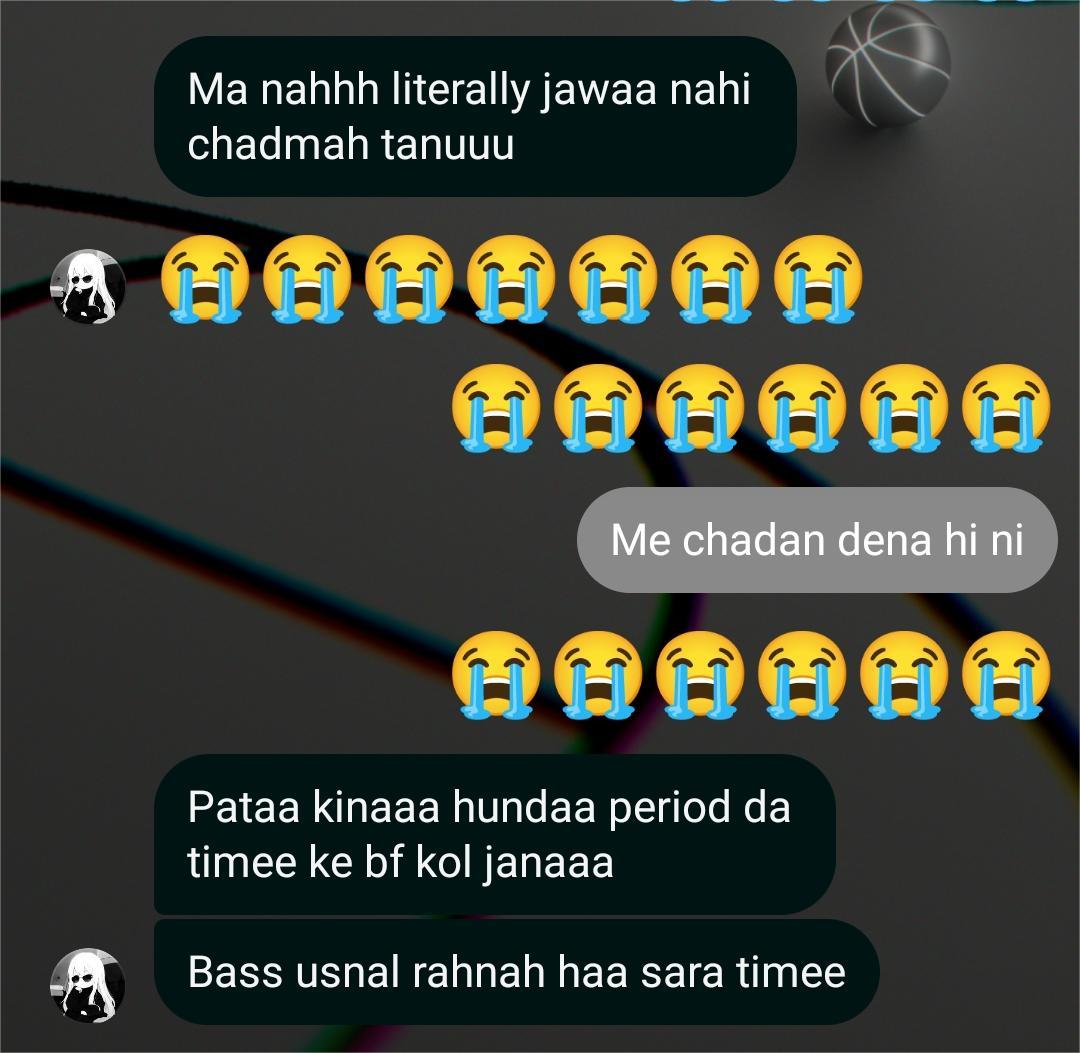 Ma nahhh literally jawaa nahi
chadmah tanuuu
😭😭😭😭😭😭😭
😭😭😭😭😭😭
Me chadan dena hi ni
😭😭😭😭😭😭
Pataa kinaaa hundaa period da
timee ke bf kol janaaa
Bass usnal rahnah haa sara timee